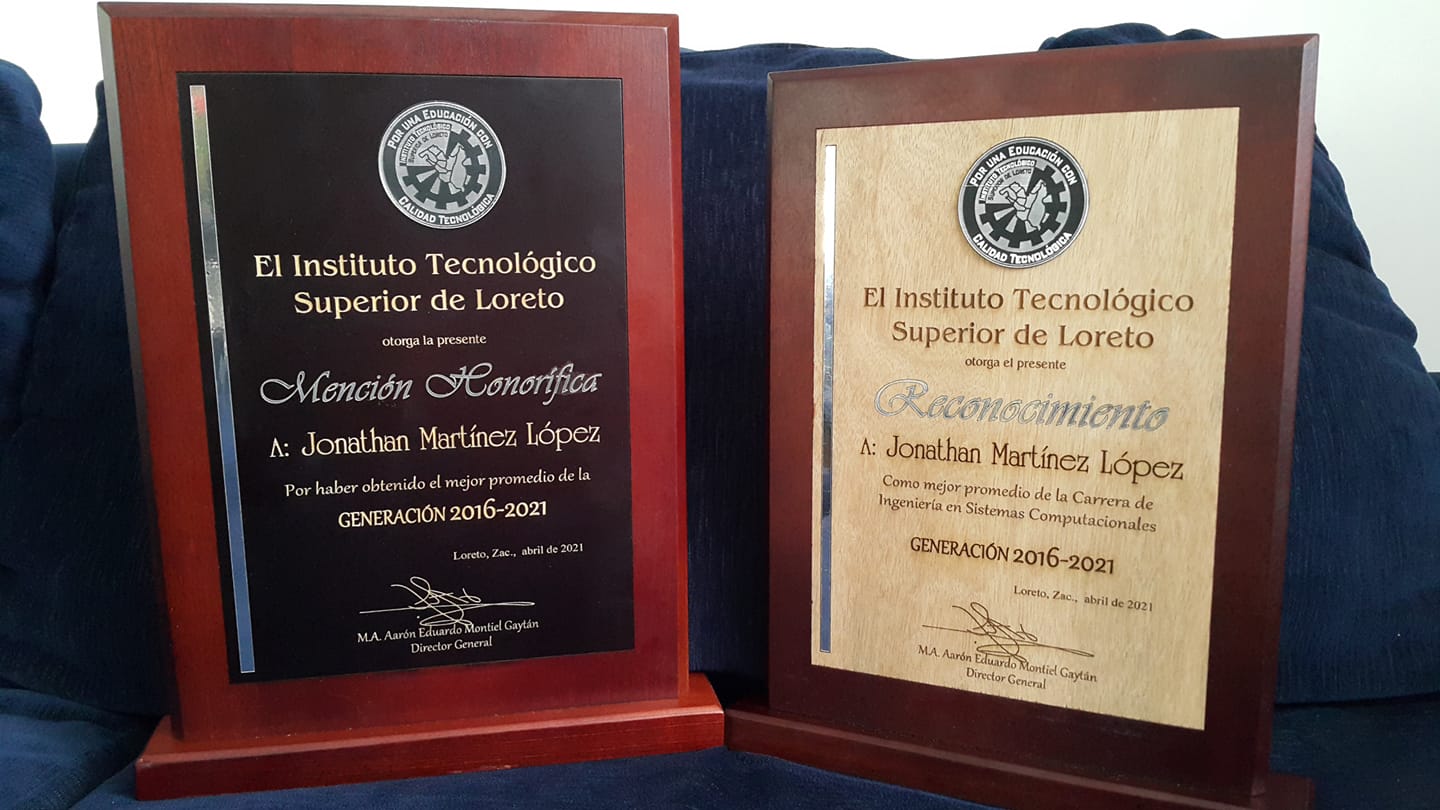 POR UNA EDUCACIÓN CON
INSTITUTO TECNOLÓGICO
SUPERIOR DE LORETO
CALIDAD TECNOLÓGICA
El Instituto Tecnológico
Superior de Loreto
otorga la presente
Mención Honorífica
A: Jonathan Martínez López
Por haber obtenido el mejor promedio de la
GENERACIÓN 2016-2021
Loreto, Zac., abril de 2021
M.A. Aarón Eduardo Montiel Gaytán
Director General
POR UNA EDUCACIÓN CON
INSTITUTO TECNOLÓGICO
SUPERIOR DE LORETO
CALIDAD TECNOLÓGICA
El Instituto Tecnológico
Superior de Loreto
otorga el presente
Reconocimiento
A: Jonathan Martínez López
Como mejor promedio de la Carrera de
Ingeniería en Sistemas Computacionales
GENERACIÓN 2016-2021
Loreto, Zac., abril de 2021
M.A. Aarón Eduardo Montiel Gaytán
Director General